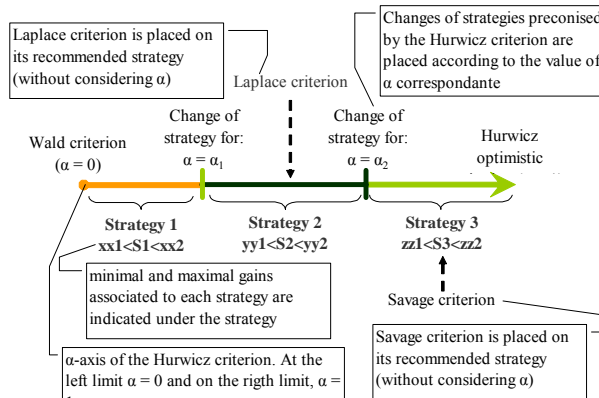 Laplace criterion is placed on
its recommended strategy
(without considering α)
Changes of strategies preconised
by the Hurwicz criterion are
placed according to the value of
α correspondante
Laplace criterion
Wald criterion
(α = 0)
Change of
strategy for:
α = α1
Change of
strategy for:
α = α2
Hurwicz
optimistic
Strategy 1
xx1<S1<xx2
Strategy 2
yy1<S2<yy2
Strategy 3
zz1<S3<zz2
minimal and maximal gains
associated to each strategy are
indicated under the strategy
Savage criterion
Savage criterion is placed on
its recommended strategy
(without considering α)
α-axis of the Hurwicz criterion. At the
left limit α = 0 and on the rigth limit, α =